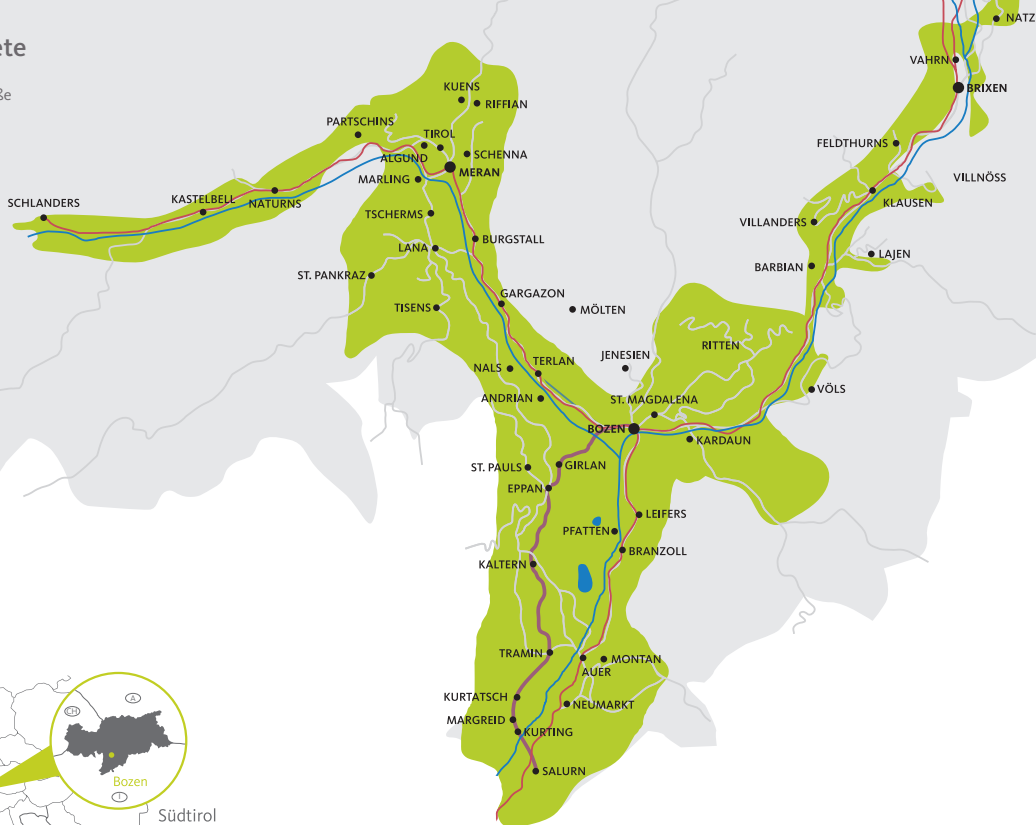 ete
ße
NATZ
VAHRN
BRIXEN
KUENS
RIFFIAN
PARTSCHINS
TIROL
FELDTHURNS
ALGUND
SCHENNA
MERAN
MARLING
VILLNÖSS
SCHLANDERS
KASTELBELL
NATURNS
KLAUSEN
TSCHERMS
VILLANDERS
BURGSTALL
LANA
LAJEN
BARBIAN
ST. PANKRAZ
GARGAZON
TISENS
MÖLTEN
RITTEN
JENESIEN
TERLAN
NALS
VÖLS
ANDRIAN
ST. MAGDALENA
BOZEN
KARDAUN
ST. PAULS
GIRLAN
EPPAN
LEIFERS
PFATTEN
BRANZOLL
KALTERN
TRAMIN
MONTAN
AUER
KURTATSCH
NEUMARKT
MARGREID
KURTING
SALURN
A
CH
Bozen
I
Südtirol